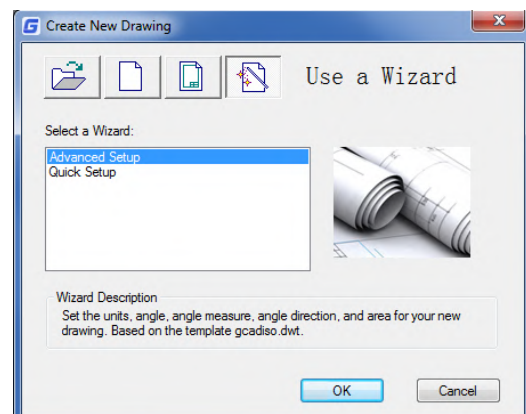 Create New Drawing
Use a Wizard
Select a Wizard:
Advanced Setup
Quick Setup
Wizard Description
Set the units, angle, angle measure, angle direction, and area for your new
drawing. Based on the template gcadiso.dwt.
OK
Cancel